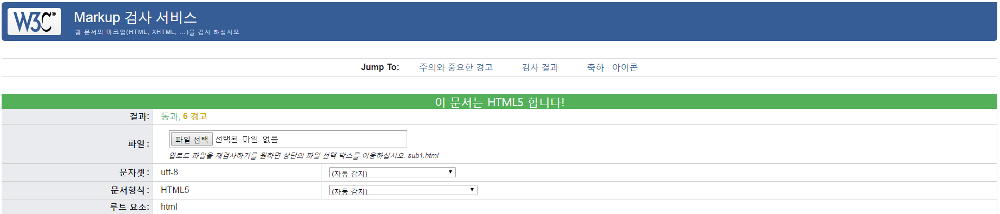 W3C® Markup 검사 서비스
웹 문서의 마크업(HTML, XHTML, ...)을 검사 하십시오
Jump To: 주의와 중요한 경고 검사 결과 축하 · 아이콘
이 문서는 HTML5 합니다!
결과: 통과, 6 경고
파일 : 파일 선택 선택된 파일 없음
업로드 파일을 재검사하기를 원하면 상단의 파일 선택 박스를 이용하십시오. sub1.html
문자셋 : utf-8 (자동 감지)
문서형식 : HTML5 (자동 감지)
루트 요소: html